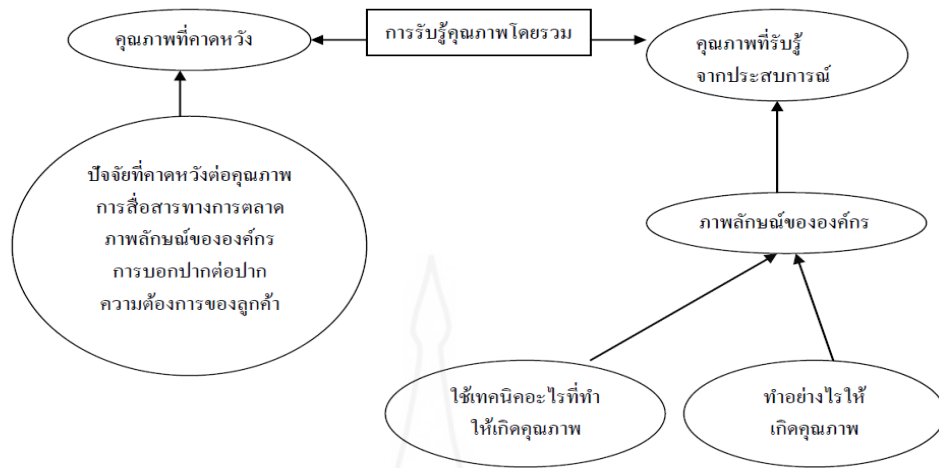 คุณภาพที่คาดหวัง
การรับรู้คุณภาพโดยรวม
คุณภาพที่รับรู้
จากประสบการณ์
ปัจจัยที่คาดหวังต่อคุณภาพ
การสื่อสารทางการตลาด
ภาพลักษณ์ขององค์กร
การบอกปากต่อปาก
ความต้องการของลูกค้า
ภาพลักษณ์ขององค์กร
ใช้เทคนิคอะไรที่ทำ
ให้เกิดคุณภาพ
ทำอย่างไรให้
เกิดคุณภาพ